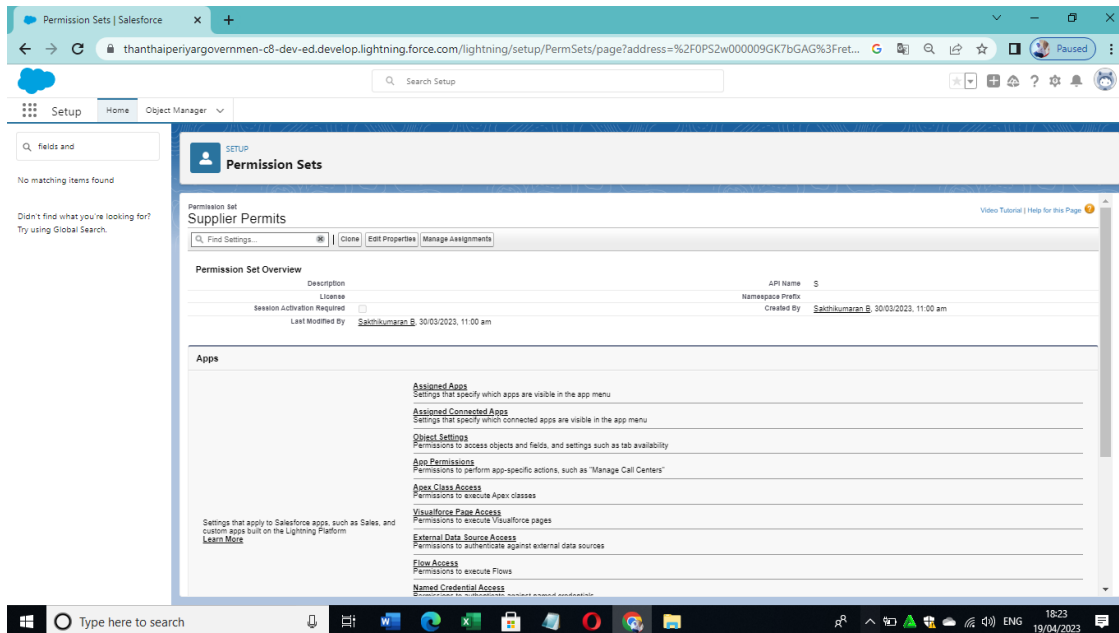 Permission Sets | Salesforce
thanthaiperiyargovernmen-c8-dev-ed.develop.lightning.force.com/lightning/setup/PermSets/page?address=%2F0PS2w000009GK7bGAG%3Fret...
Paused
Search Setup
Setup
Home
Object Manager
fields and
No matching items found
Didn't find what you're looking for?
Try using Global Search.
SETUP
Permission Sets
Permission Set
Supplier Permits
Video Tutorial | Help for this Page
Find Settings...
Clone
Edit Properties
Manage Assignments
Permission Set Overview
Description
API Name S
License
Namespace Prefix
Session Activation Required
Created By Sakthikumaran B, 30/03/2023, 11:00 am
Last Modified By Sakthikumaran B, 30/03/2023, 11:00 am
Apps
Settings that apply to Salesforce apps, such as Sales, and
custom apps built on the Lightning Platform
Learn More
Assigned Apps
Settings that specify which apps are visible in the app menu
Assigned Connected Apps
Settings that specify which connected apps are visible in the app menu
Object Settings
Permissions to access objects and fields, and settings such as tab availability
App Permissions
Permissions to perform app-specific actions, such as "Manage Call Centers"
Apex Class Access
Permissions to execute Apex classes
Visualforce Page Access
Permissions to execute Visualforce pages
External Data Source Access
Permissions to authenticate against external data sources
Flow Access
Permissions to execute Flows
Named Credential Access
Permissions to authenticate against named credentials
Type here to search
ENG
18:23
19/04/2023